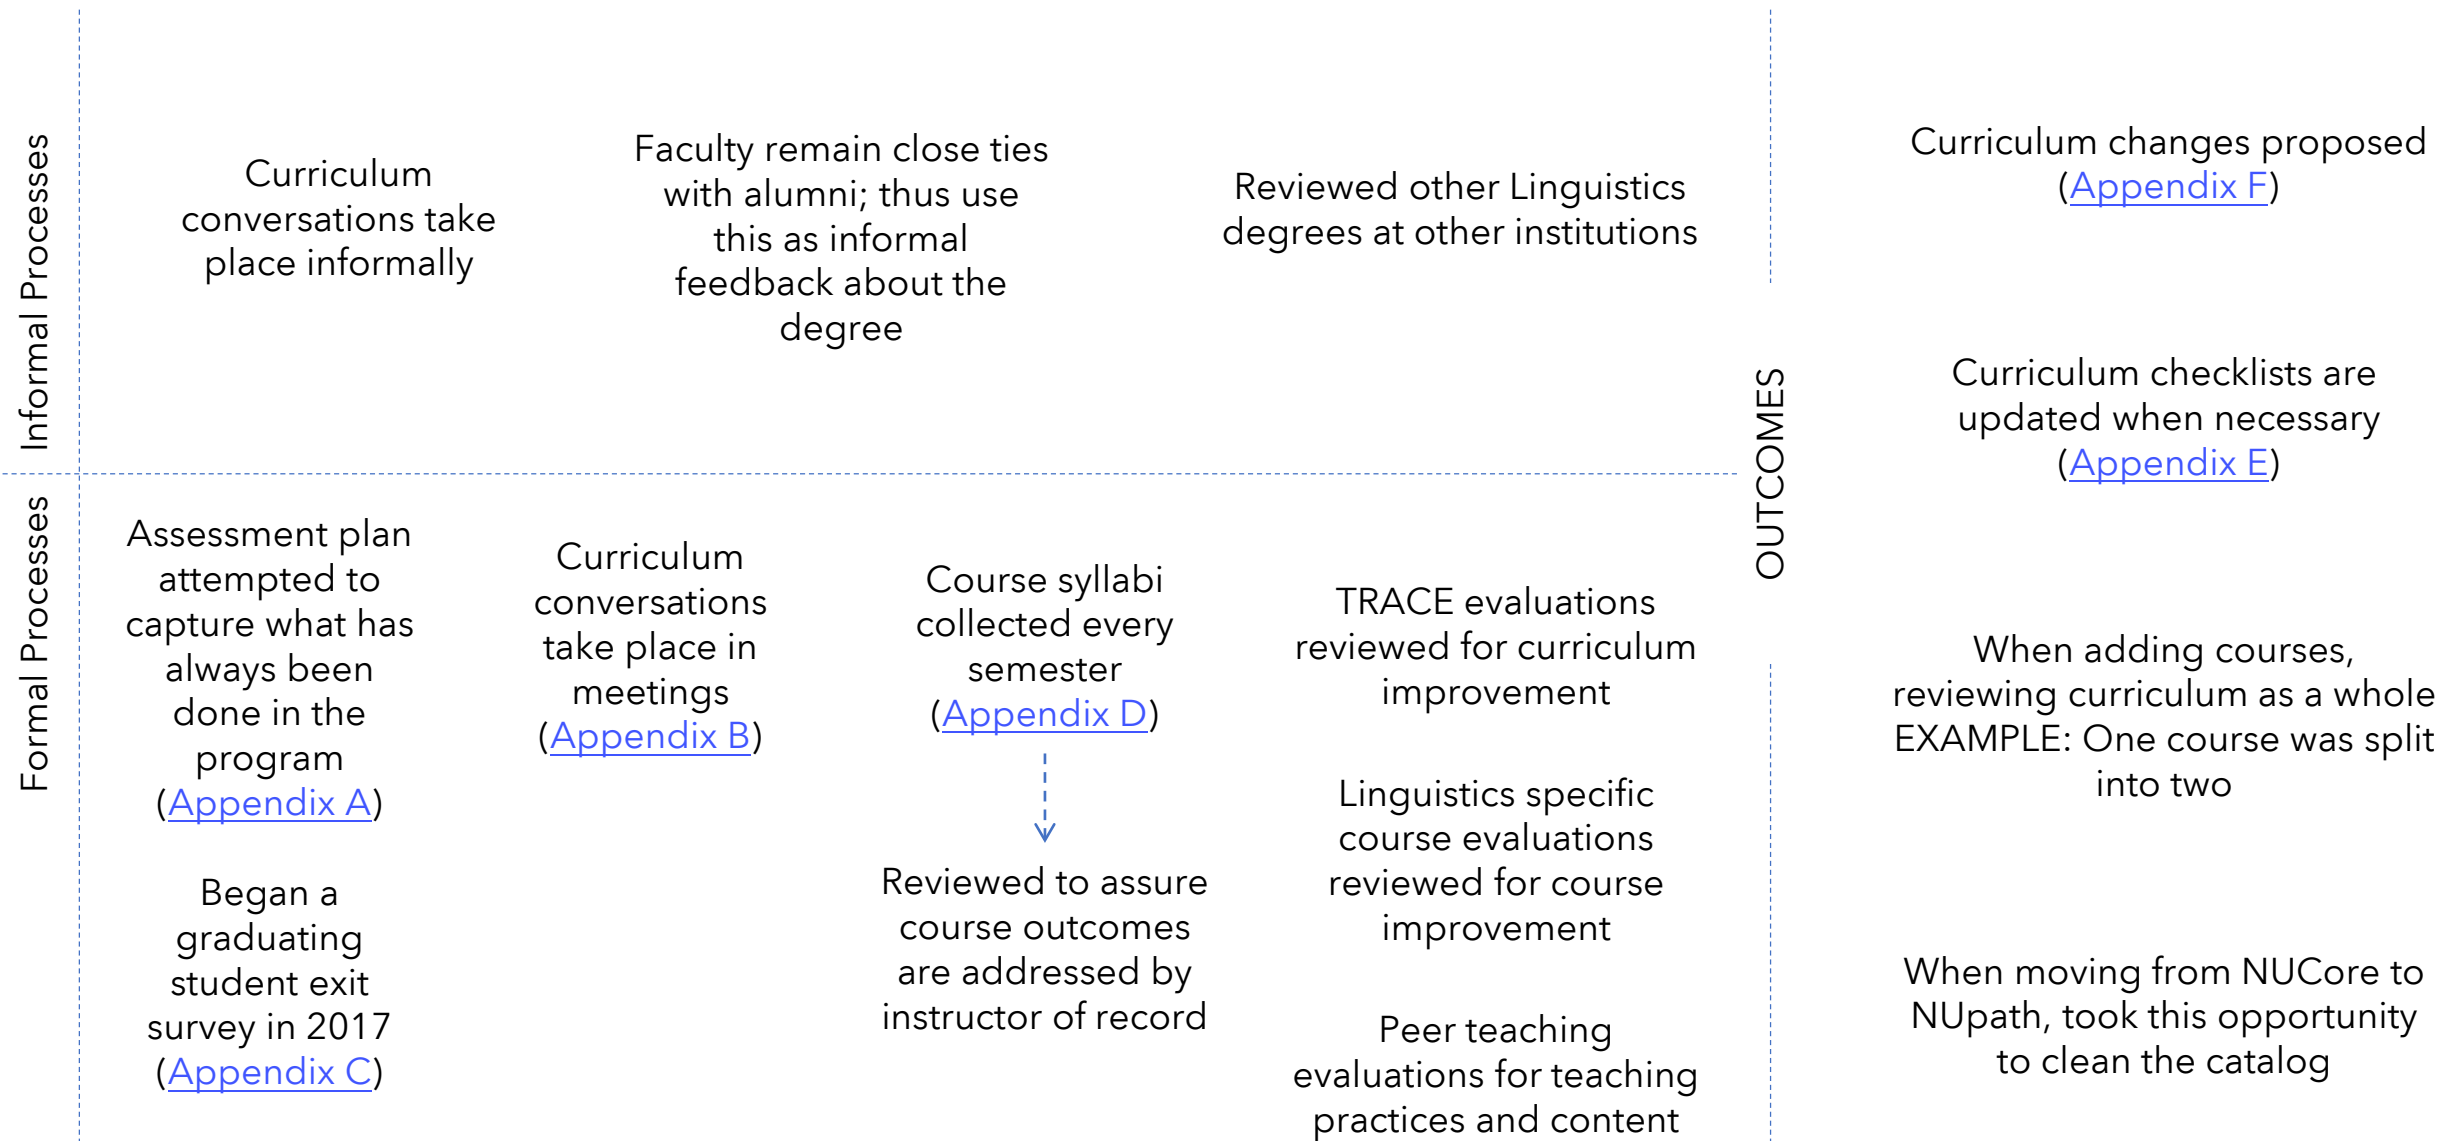 Informal Processes
Curriculum
conversations take
place informally
Faculty remain close ties
with alumni; thus use
this as informal
feedback about the
degree
Reviewed other Linguistics
degrees at other institutions
Formal Processes
Assessment plan
attempted to
capture what has
always been
done in the
program
(Appendix A)
Began a
graduating
student exit
survey in 2017
(Appendix C)
Curriculum
conversations
take place in
meetings
(Appendix B)
Course syllabi
collected every
semester
(Appendix D)
Reviewed to assure
course outcomes
are addressed by
instructor of record
TRACE evaluations
reviewed for curriculum
improvement
Linguistics specific
course evaluations
reviewed for course
improvement
Peer teaching
evaluations for teaching
practices and content
OUTCOMES
Curriculum changes proposed
(Appendix F)
Curriculum checklists are
updated when necessary
(Appendix E)
When adding courses,
reviewing curriculum as a whole
EXAMPLE: One course was split
into two
When moving from NUCore to
NUpath, took this opportunity
to clean the catalog